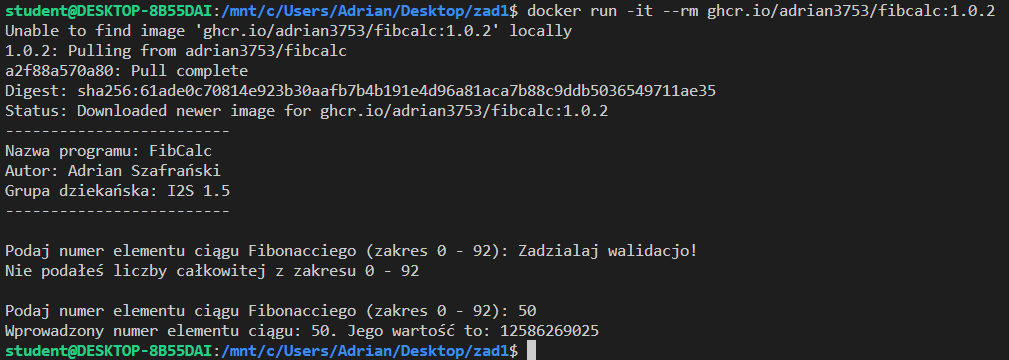 student@DESKTOP-8B55DAI:/mnt/c/Users/Adrian/Desktop/zad1$ docker run -it --rm ghcr.io/adrian3753/fibcalc:1.0.2
Unable to find image 'ghcr.io/adrian3753/fibcalc:1.0.2' locally
1.0.2: Pulling from adrian3753/fibcalc
a2f88a570a80: Pull complete
Digest: sha256:61ade0c70814e923b30aafb7b4b191e4d96a81aca7b88c9ddb5036549711ae35
Status: Downloaded newer image for ghcr.io/adrian3753/fibcalc:1.0.2
-------------------------
Nazwa programu: FibCalc
Autor: Adrian Szafrański
Grupa dziekańska: I2S 1.5
-------------------------
Podaj numer elementu ciągu Fibonacciego (zakres 0 - 92): Zadzialaj walidacjo!
Nie podałeś liczby całkowitej z zakresu 0 - 92
Podaj numer elementu ciągu Fibonacciego (zakres 0 - 92): 50
Wprowadzony numer elementu ciągu: 50. Jego wartość to: 12586269025
student@DESKTOP-8B55DAI:/mnt/c/Users/Adrian/Desktop/zad1$